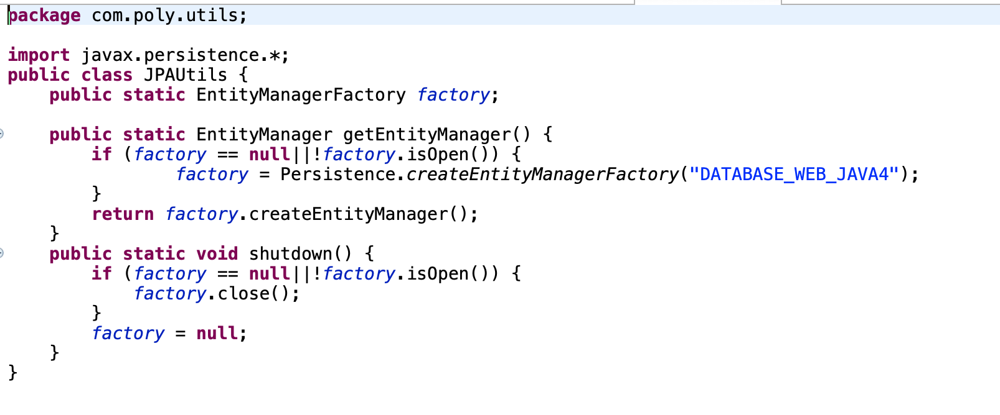 package com.poly.utils;
import javax.persistence.*;
public class JPAUtils {
public static EntityManagerFactory factory;
public static EntityManager getEntityManager() {
if (factory == null||!factory.isOpen()) {
factory = Persistence.createEntityManagerFactory("DATABASE_WEB_JAVA4");
}
return factory.createEntityManager();
}
public static void shutdown() {
if (factory == null||!factory.isOpen()) {
factory.close();
}
factory = null;
}
}